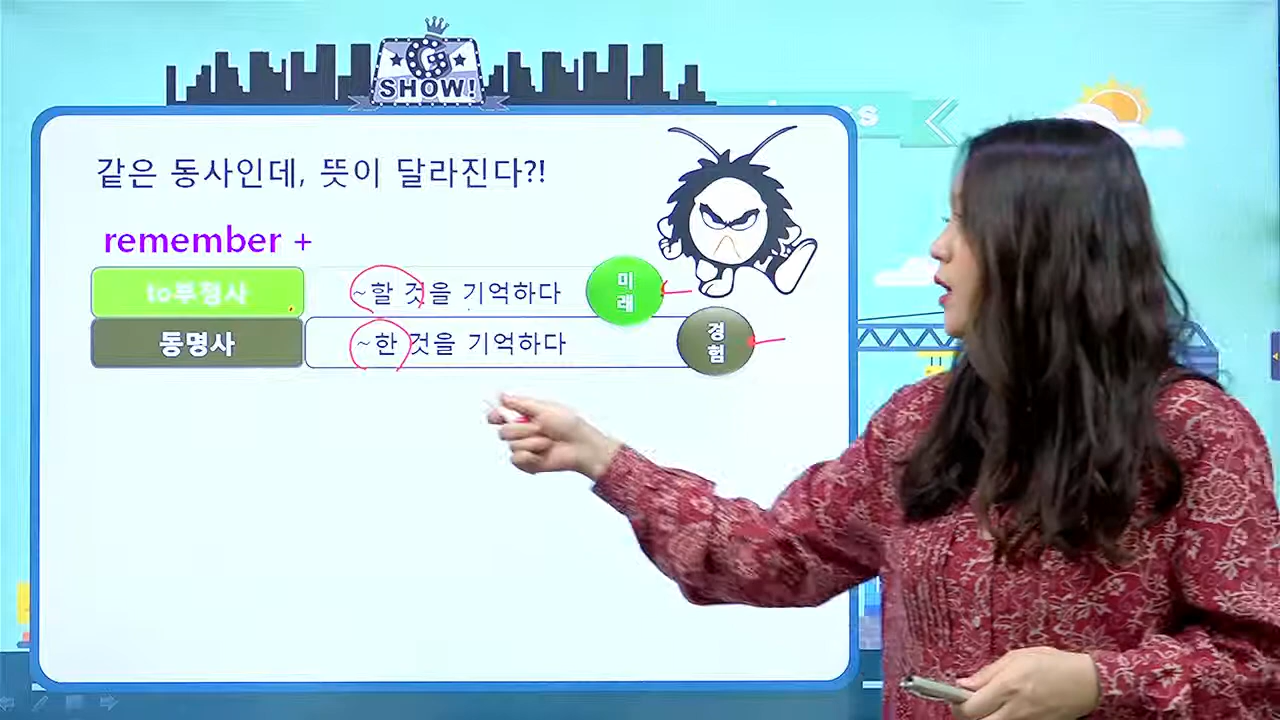 G
SHOW!
같은 동사인데, 뜻이 달라진다?!
remember +
to부정사 ~할 것을 기억하다 미래
동명사 ~한 것을 기억하다 경험